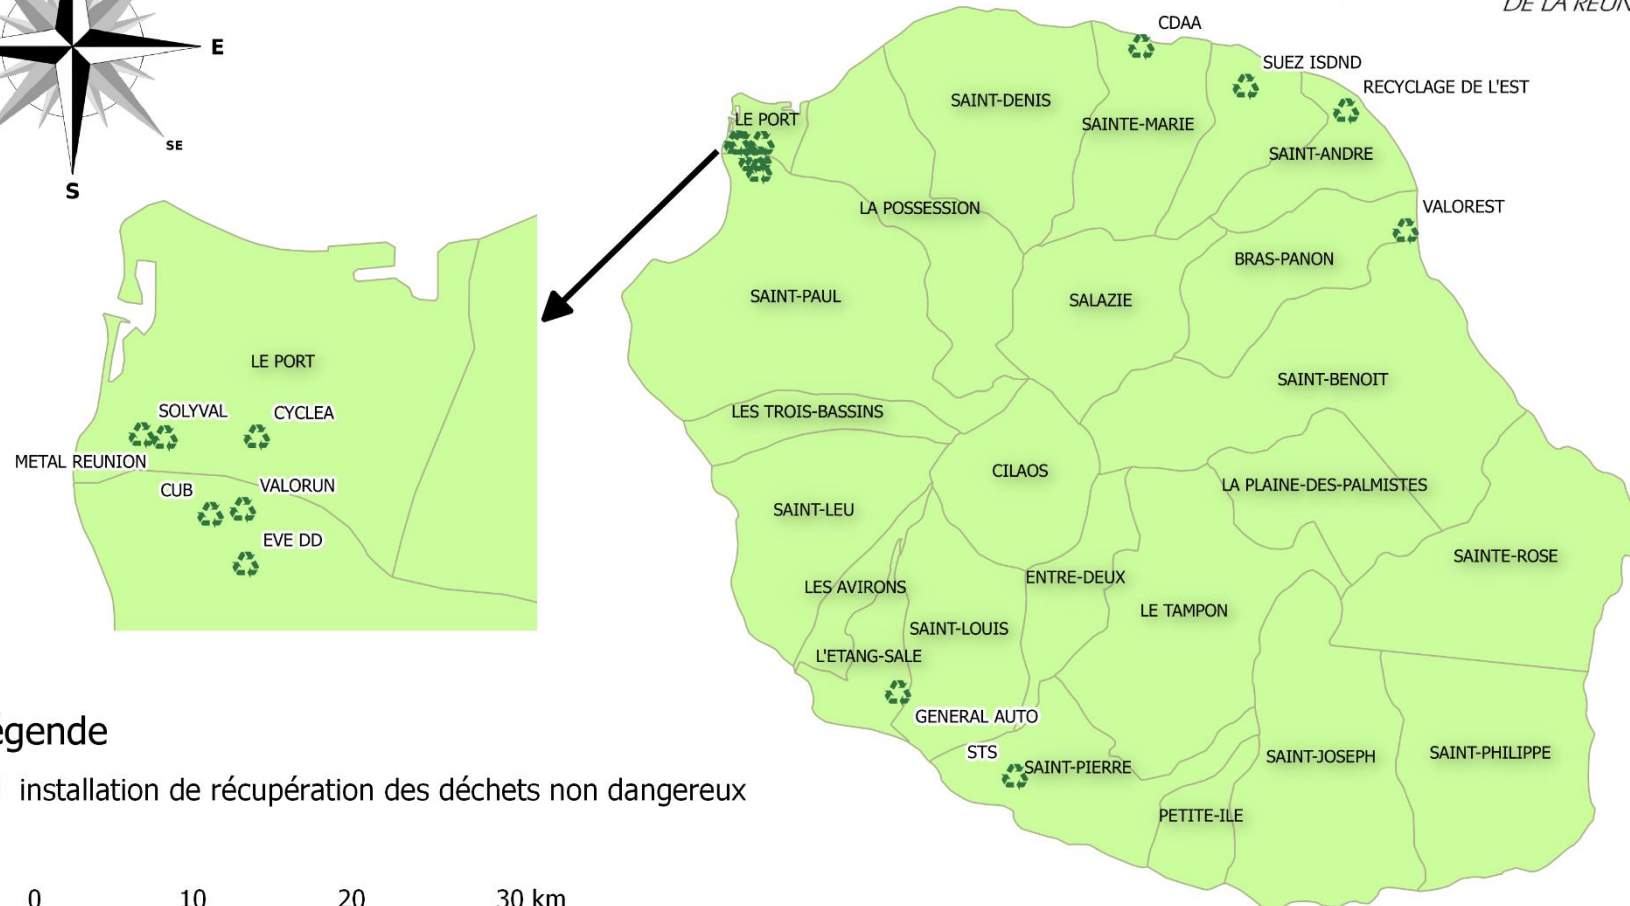 DE LA REUN
E
SE
S
CDAA
SUEZ ISDND
RECYCLAGE DE L'EST
SAINT-DENIS
LE PORT
SAINTE-MARIE
SAINT-ANDRE
LA POSSESSION
VALOREST
BRAS-PANON
SAINT-PAUL
SALAZIE
LE PORT
SAINT-BENOIT
SOLYVAL
CYCLEA
LES TROIS-BASSINS
METAL REUNION
CILAOS
CUB
VALORUN
LA PLAINE-DES-PALMISTES
SAINT-LEU
EVE DD
SAINTE-ROSE
LES AVIRONS
ENTRE-DEUX
LE TAMPON
SAINT-LOUIS
L'ETANG-SALE
GENERAL AUTO
STS
SAINT-PIERRE
SAINT-JOSEPH
SAINT-PHILIPPE
PETITE-ILE
égende
installation de récupération des déchets non dangereux
0 10 20 30 km